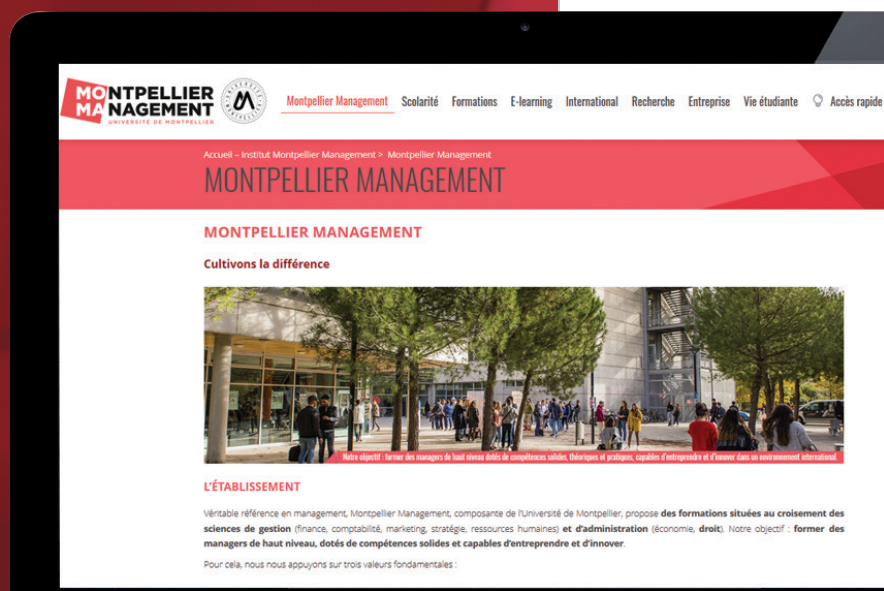 MONTPELLIER
MANAGEMENT
UNIVERSITÉ DE MONTPELLIER
Montpellier Management Scolarité Formations E-learning International Recherche Entreprise Vie étudiante Accès rapide
Accueil – Institut Montpellier Management > Montpellier Management
MONTPELLIER MANAGEMENT
MONTPELLIER MANAGEMENT
Cultivons la différence
Notre objectif : former des managers de haut niveau dotés de compétences solides, théoriques et pratiques, capables d'entreprendre et d'innover dans un environnement international.
L'ÉTABLISSEMENT
Véritable référence en management, Montpellier Management, composante de l'Université de Montpellier, propose des formations situées au croisement des
sciences de gestion (finance, comptabilité, marketing, stratégie, ressources humaines) et d'administration (économie, droit). Notre objectif : former des
managers de haut niveau, dotés de compétences solides et capables d'entreprendre et d'innover.
Pour cela, nous nous appuyons sur trois valeurs fondamentales :